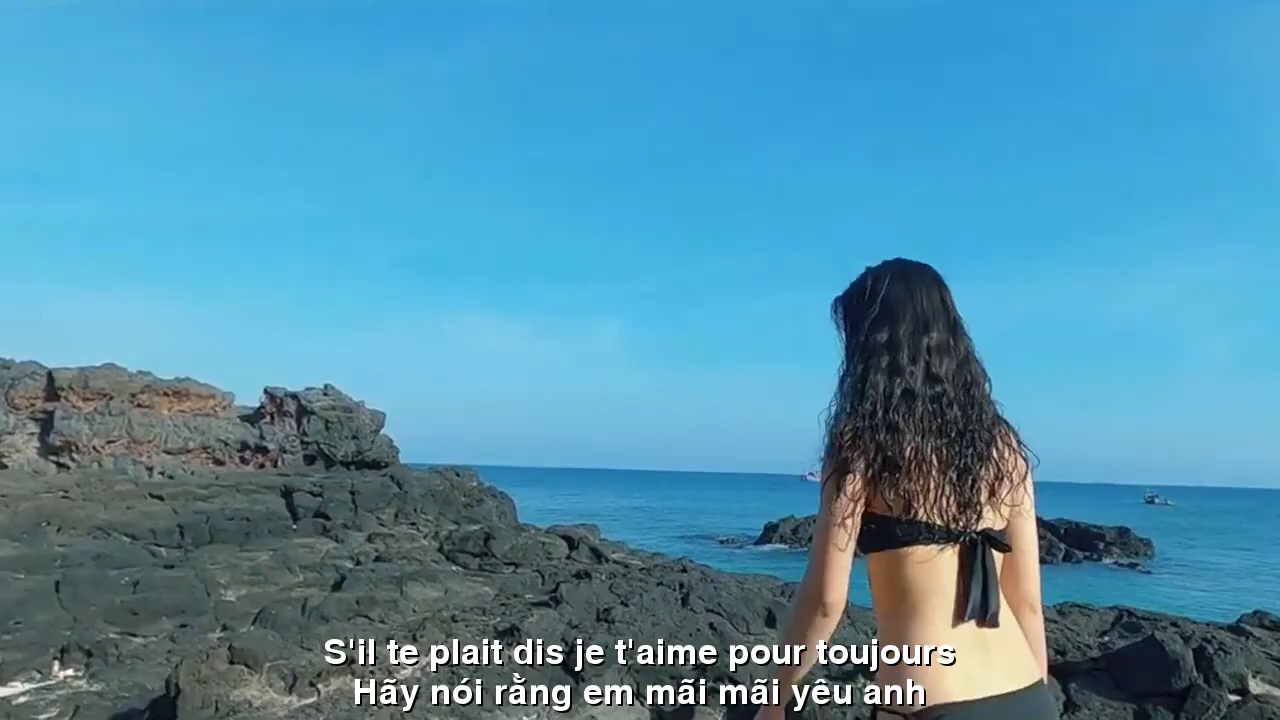 S'il te plait dis je t'aime pour toujours
Hãy nói rằng em mãi mãi yêu anh